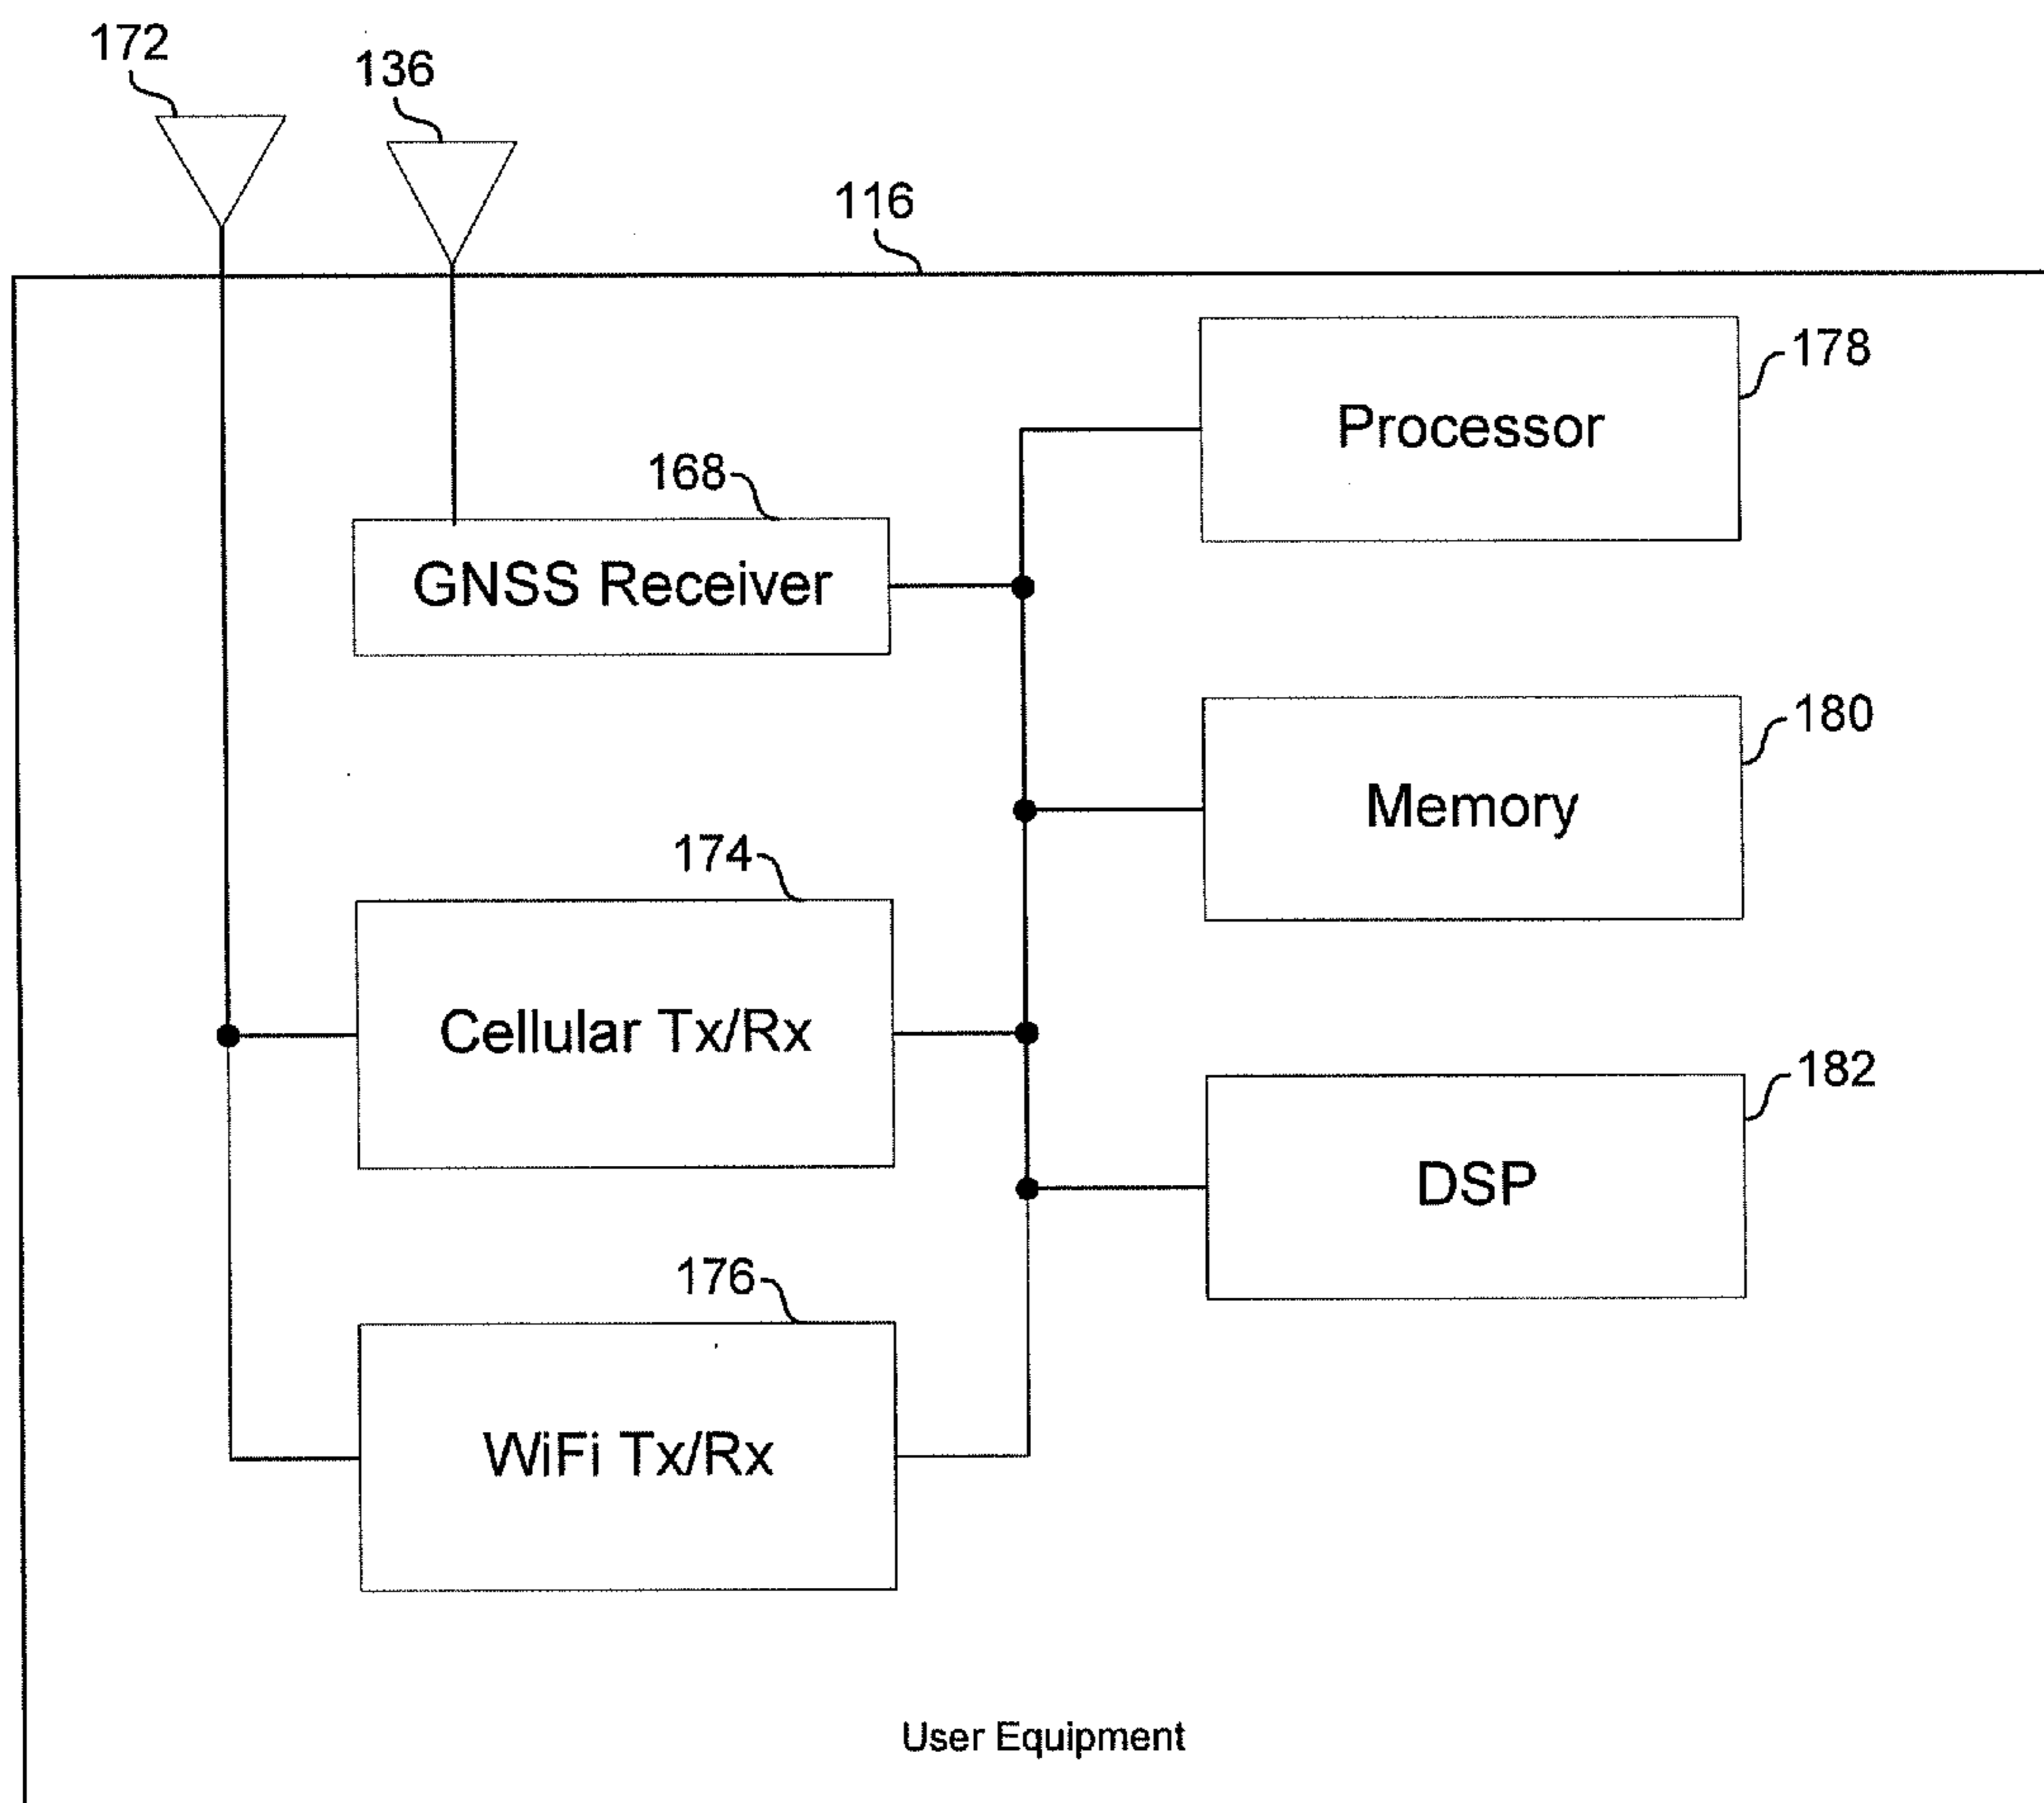 172
136
116
178
Processor
168
GNSS Receiver
180
Memory
174
Cellular Tx/Rx
182
DSP
176
WiFi Tx/Rx
User Equipment